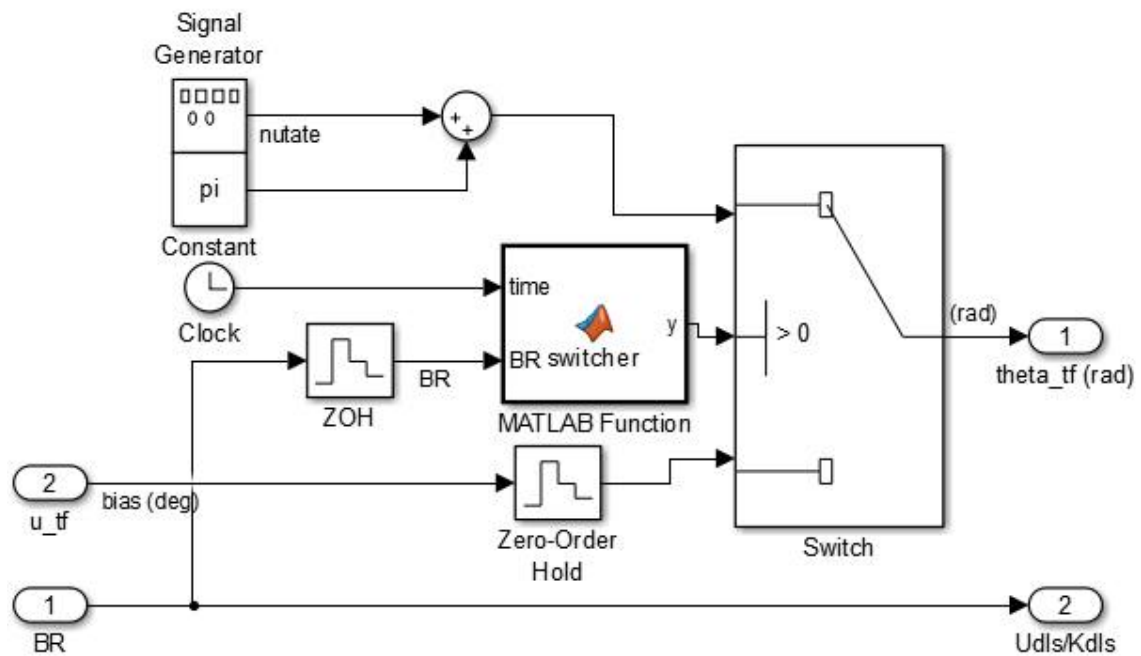 Signal
Generator
nutate
pi
Constant
Clock
time
BR
switcher
y
MATLAB Function
BR
ZOH
> 0
(rad)
1
theta_tf (rad)
2
u_tf
bias (deg)
Zero-Order
Hold
Switch
1
BR
2
Udls/Kdls